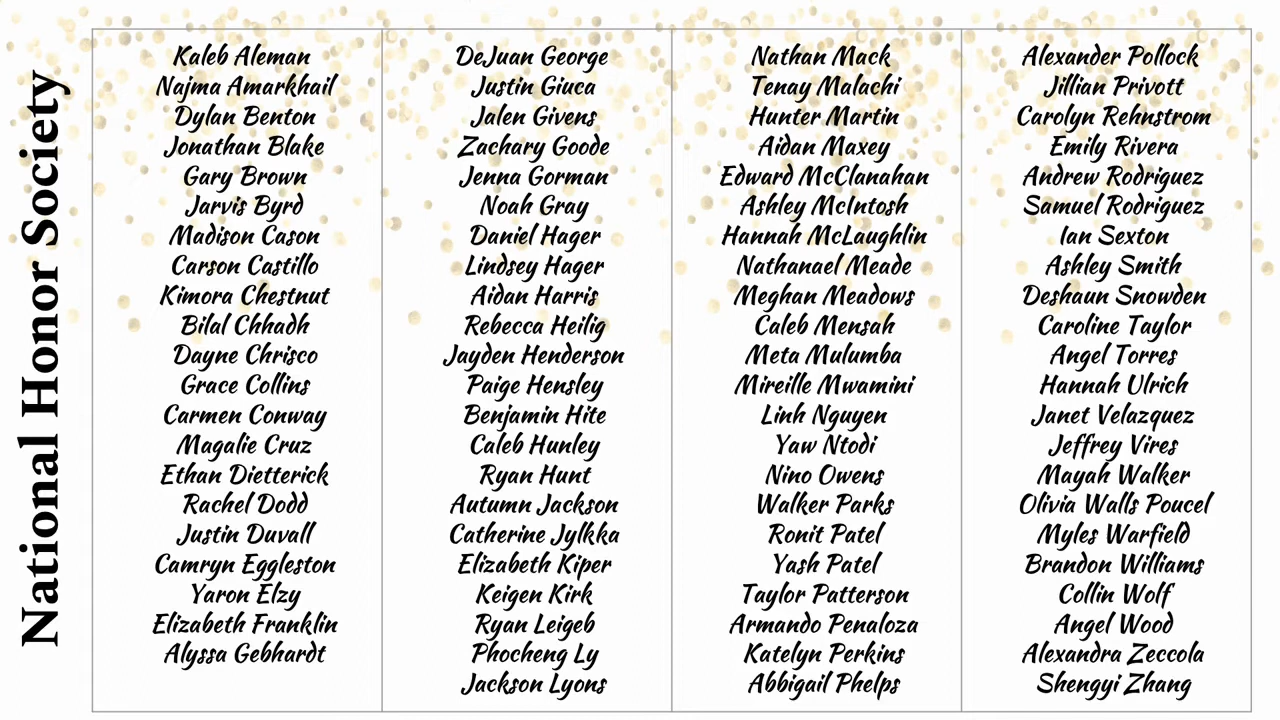 National Honor Society
Kaleb Aleman
Najma Amarkhail
Dylan Benton
Jonathan Blake
Gary Brown
Jarvis Byrd
Madison Cason
Carson Castillo
Kimora Chestnut
Bilal Chhadh
Dayne Chrisco
Grace Collins
Carmen Conway
Magalie Cruz
Ethan Dietterick
Rachel Dodd
Justin Duvall
Camryn Eggleston
Yaron Elzy
Elizabeth Franklin
Alyssa Gebhardt
DeJuan George
Justin Giuca
Jalen Givens
Zachary Goode
Jenna Gorman
Noah Gray
Daniel Hager
Lindsey Hager
Aidan Harris
Rebecca Heilig
Jayden Henderson
Paige Hensley
Benjamin Hite
Caleb Hunley
Ryan Hunt
Autumn Jackson
Catherine Jylkka
Elizabeth Kiper
Keigen Kirk
Ryan Leigeb
Phocheng Ly
Jackson Lyons
Nathan Mack
Tenay Malachi
Hunter Martin
Aidan Maxey
Edward McClanahan
Ashley McIntosh
Hannah McLaughlin
Nathanael Meade
Meghan Meadows
Caleb Mensah
Meta Mulumba
Mireille Mwamini
Linh Nguyen
Yaw Ntodi
Nino Owens
Walker Parks
Ronit Patel
Yash Patel
Taylor Patterson
Armando Penaloza
Katelyn Perkins
Abbigail Phelps
Alexander Pollock
Jillian Privott
Carolyn Rehnstrom
Emily Rivera
Andrew Rodriguez
Samuel Rodriguez
Ian Sexton
Ashley Smith
Deshaun Snowden
Caroline Taylor
Angel Torres
Hannah Ulrich
Janet Velazquez
Jeffrey Vires
Mayah Walker
Olivia Walls Poucel
Myles Warfield
Brandon Williams
Collin Wolf
Angel Wood
Alexandra Zeccola
Shengyi Zhang